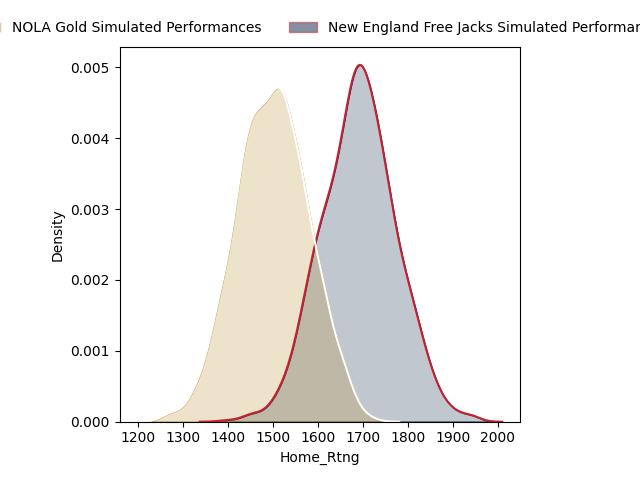 NOLA Gold Simulated Performances
New England Free Jacks Simulated Performan
0.005
0.004
0.003
0.002
0.001
0.000
Density
1200 1300 1400 1500 1600 1700 1800 1900 2000
Home_Rtng